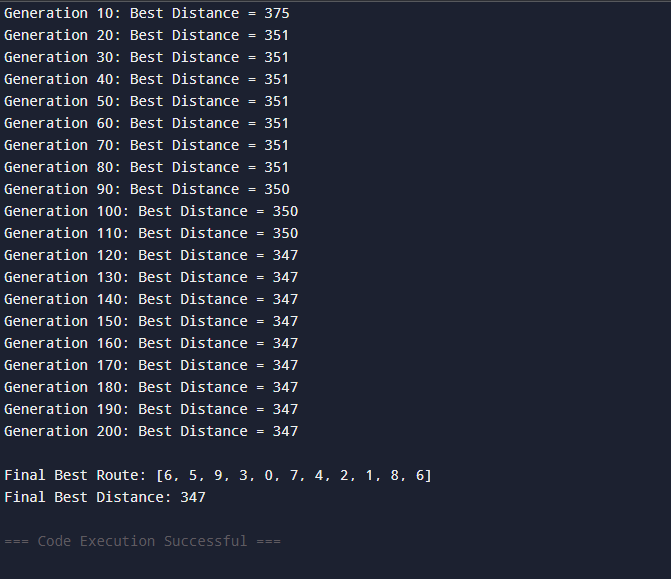 Generation 10: Best Distance = 375
Generation 20: Best Distance = 351
Generation 30: Best Distance = 351
Generation 40: Best Distance = 351
Generation 50: Best Distance = 351
Generation 60: Best Distance = 351
Generation 70: Best Distance = 351
Generation 80: Best Distance = 351
Generation 90: Best Distance = 350
Generation 100: Best Distance = 350
Generation 110: Best Distance = 350
Generation 120: Best Distance = 347
Generation 130: Best Distance = 347
Generation 140: Best Distance = 347
Generation 150: Best Distance = 347
Generation 160: Best Distance = 347
Generation 170: Best Distance = 347
Generation 180: Best Distance = 347
Generation 190: Best Distance = 347
Generation 200: Best Distance = 347
Final Best Route: [6, 5, 9, 3, 0, 7, 4, 2, 1, 8, 6]
Final Best Distance: 347
=== Code Execution Successful ===